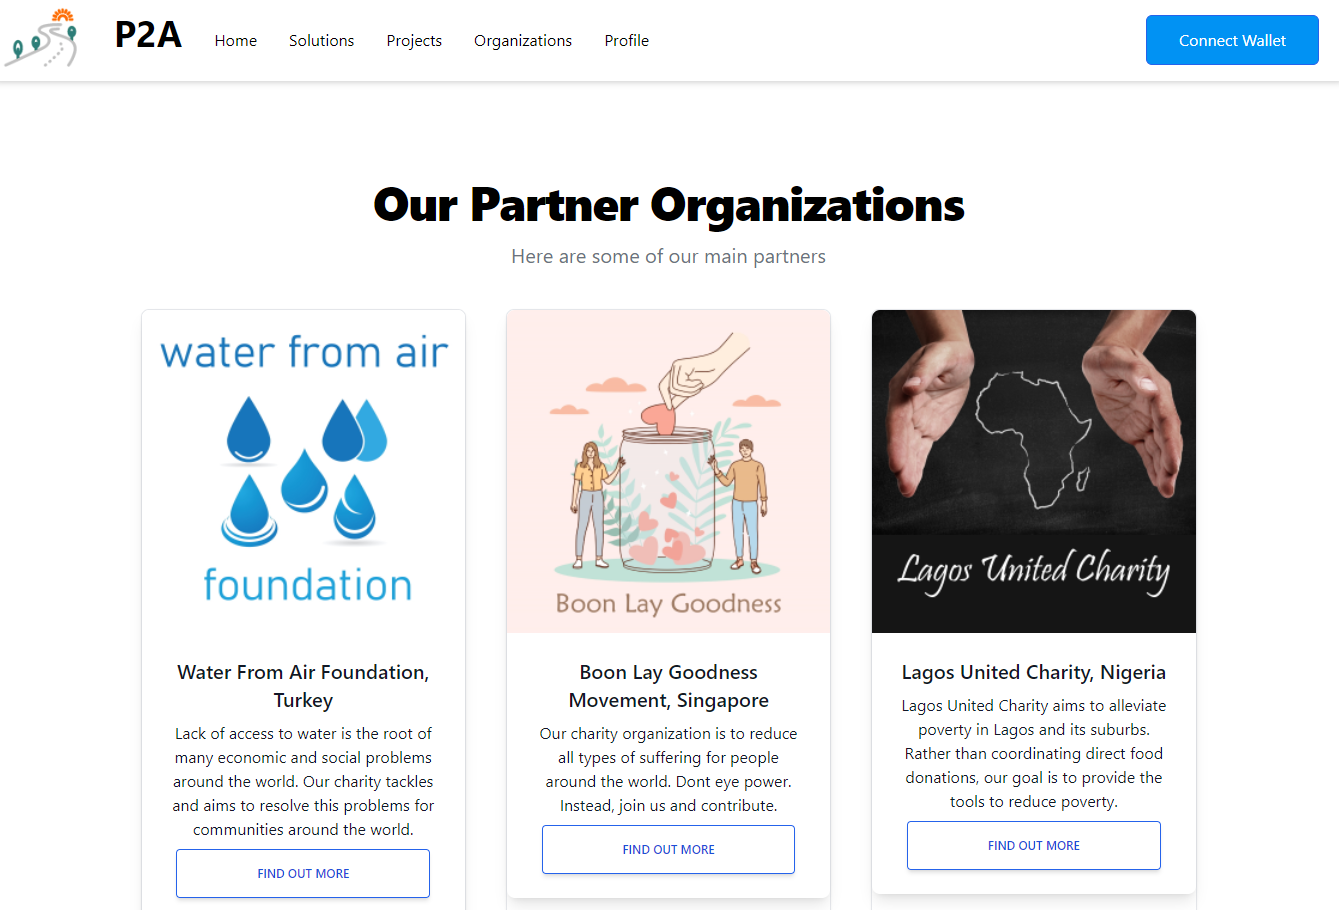 P2A
Home
Solutions
Projects
Organizations
Profile
Connect Wallet
Our Partner Organizations
Here are some of our main partners
water from air
foundation
Water From Air Foundation,
Turkey
Lack of access to water is the root of
many economic and social problems
around the world. Our charity tackles
and aims to resolve this problems for
communities around the world.
FIND OUT MORE
Boon Lay Goodness
Boon Lay Goodness
Movement, Singapore
Our charity organization is to reduce
all types of suffering for people
around the world. Dont eye power.
Instead, join us and contribute.
FIND OUT MORE
Lagos United Charity
Lagos United Charity, Nigeria
Lagos United Charity aims to alleviate
poverty in Lagos and its suburbs.
Rather than coordinating direct food
donations, our goal is to provide the
tools to reduce poverty.
FIND OUT MORE